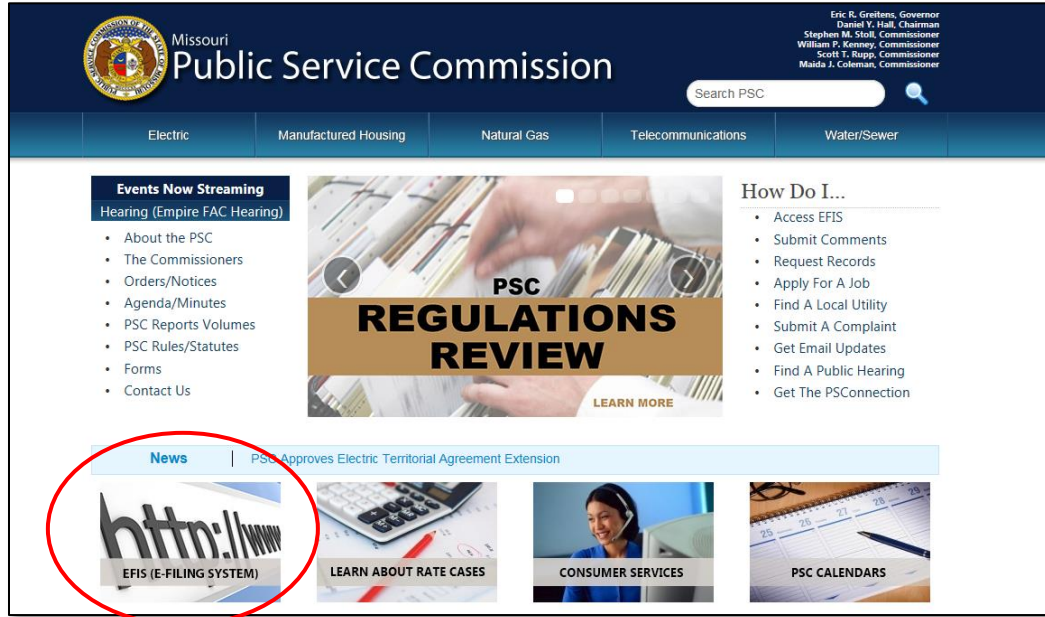 Missouri
Public Service Commission
Eric R. Greitens, Governor
Daniel Y. Hall, Chairman
Stephen M. Stoll, Commissioner
William P. Kenney, Commissioner
Scott T. Rupp, Commissioner
Maida J. Coleman, Commissioner
Search PSC
Electric
Manufactured Housing
Natural Gas
Telecommunications
Water/Sewer
Events Now Streaming
Hearing (Empire FAC Hearing)
• About the PSC
• The Commissioners
• Orders/Notices
• Agenda/Minutes
• PSC Reports Volumes
• PSC Rules/Statutes
• Forms
• Contact Us
PSC
REGULATIONS
REVIEW
LEARN MORE
How Do I...
• Access EFIS
• Submit Comments
• Request Records
• Apply For A Job
• Find A Local Utility
• Submit A Complaint
• Get Email Updates
• Find A Public Hearing
• Get The PSConnection
News
PSC Approves Electric Territorial Agreement Extension
http://www
EFIS (E-FILING SYSTEM)
LEARN ABOUT RATE CASES
CONSUMER SERVICES
25 26 27 28 29
PSC CALENDARS